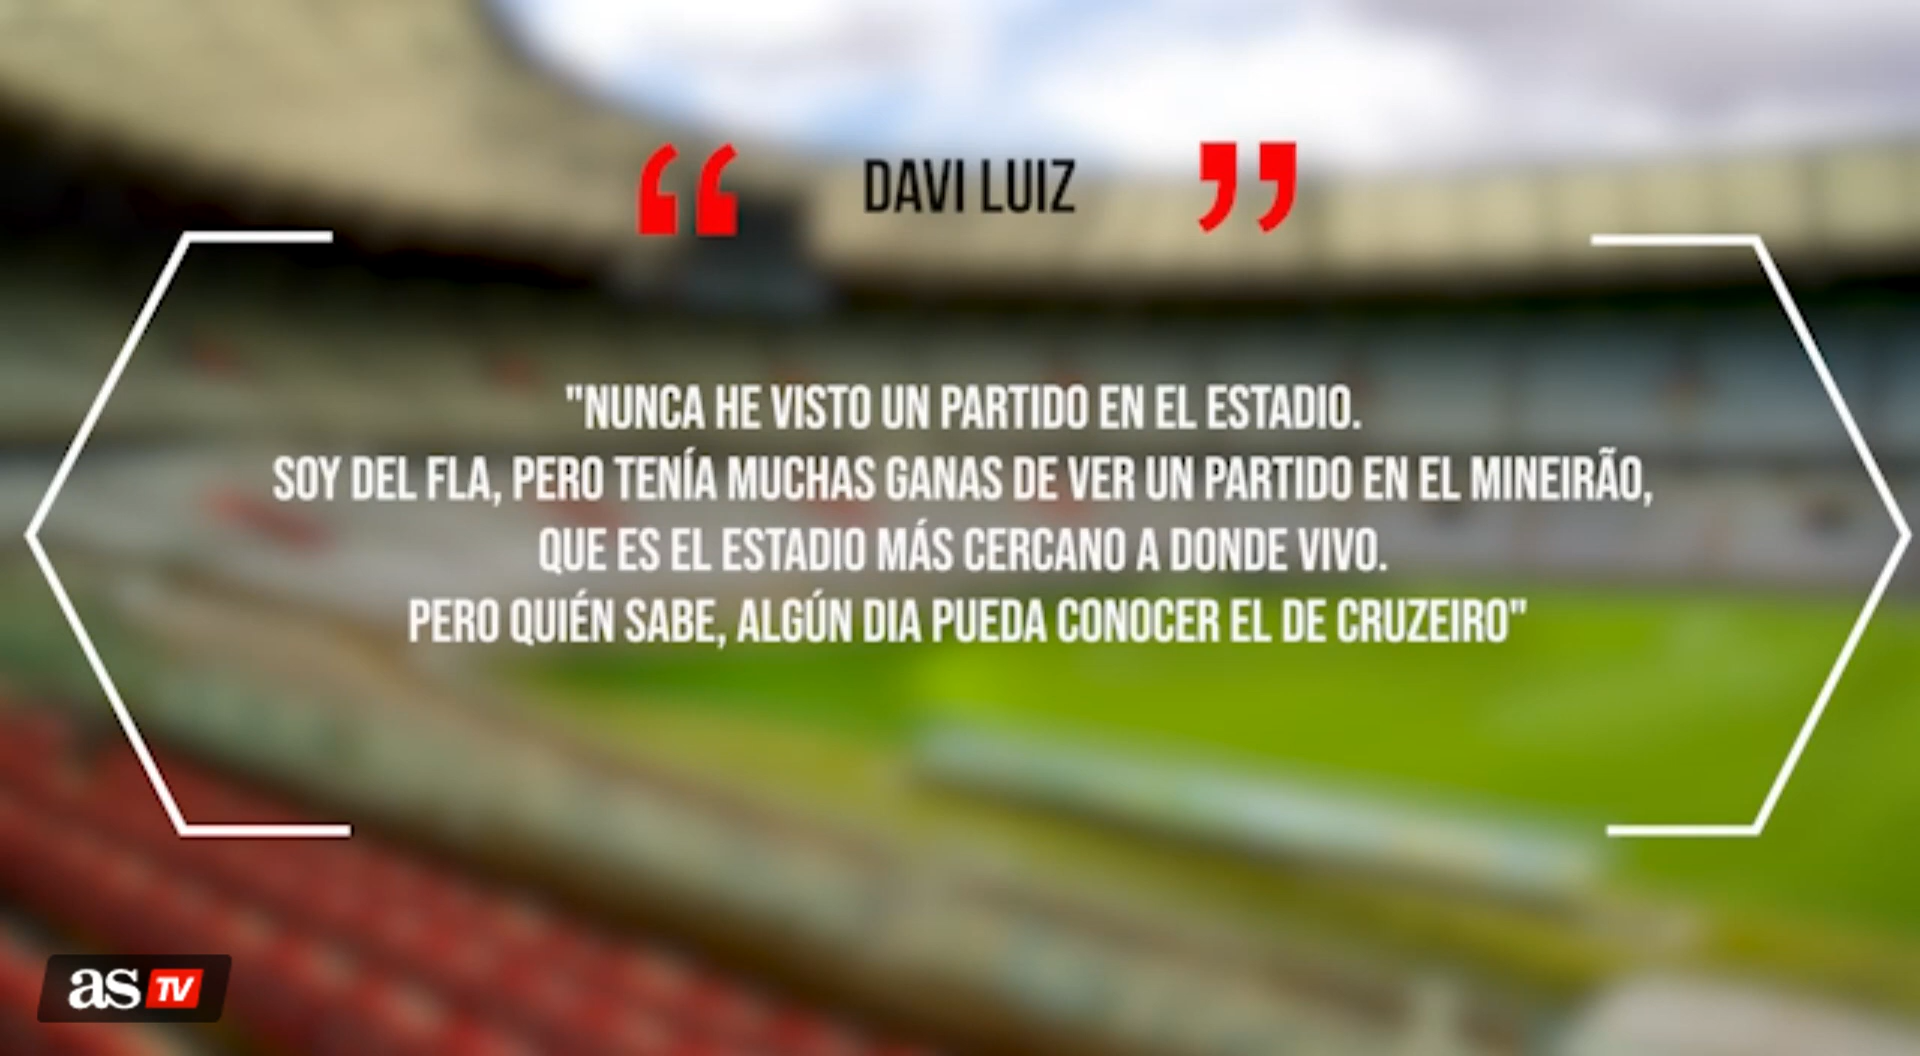 “ DAVI LUIZ ”
"NUNCA HE VISTO UN PARTIDO EN EL ESTADIO.
SOY DEL FLA, PERO TENÍA MUCHAS GANAS DE VER UN PARTIDO EN EL MINEIRÃO,
QUE ES EL ESTADIO MÁS CERCANO A DONDE VIVO.
PERO QUIÉN SABE, ALGÚN DIA PUEDA CONOCER EL DE CRUZEIRO"
as TV